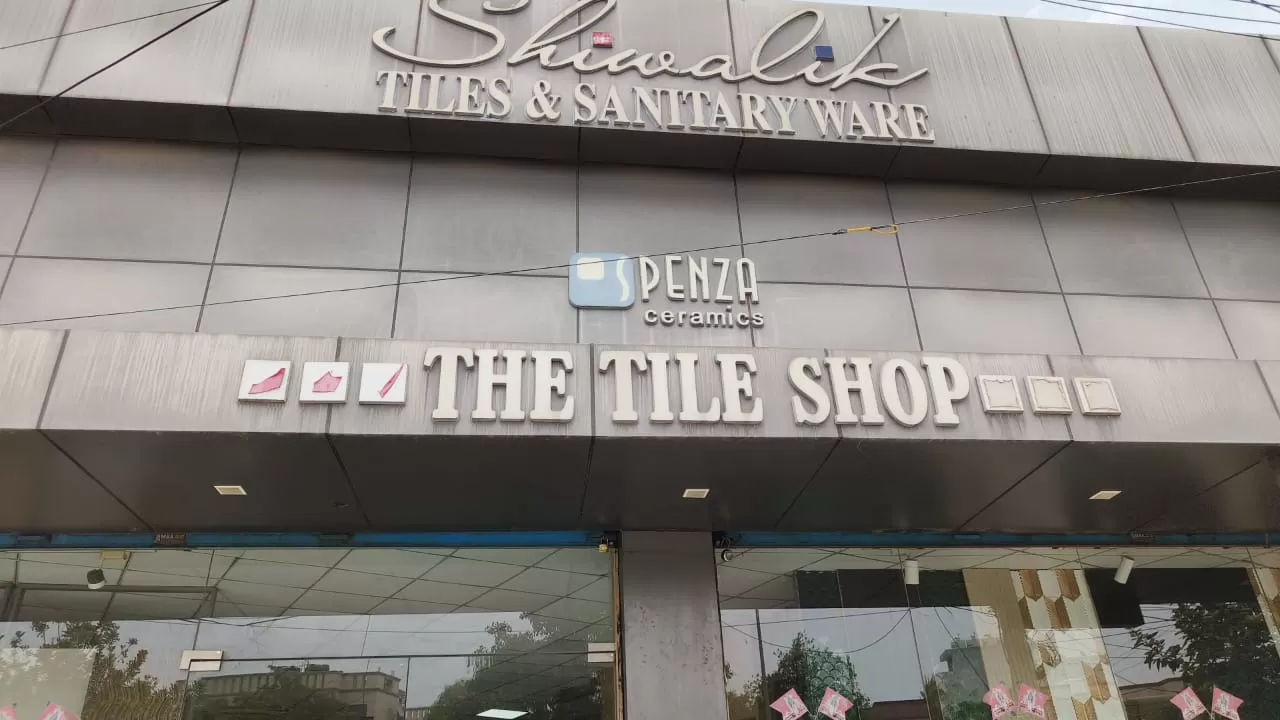 Shiwalik
TILES & SANITARY WARE
SPENZA
ceramics
THE TILE SHOP